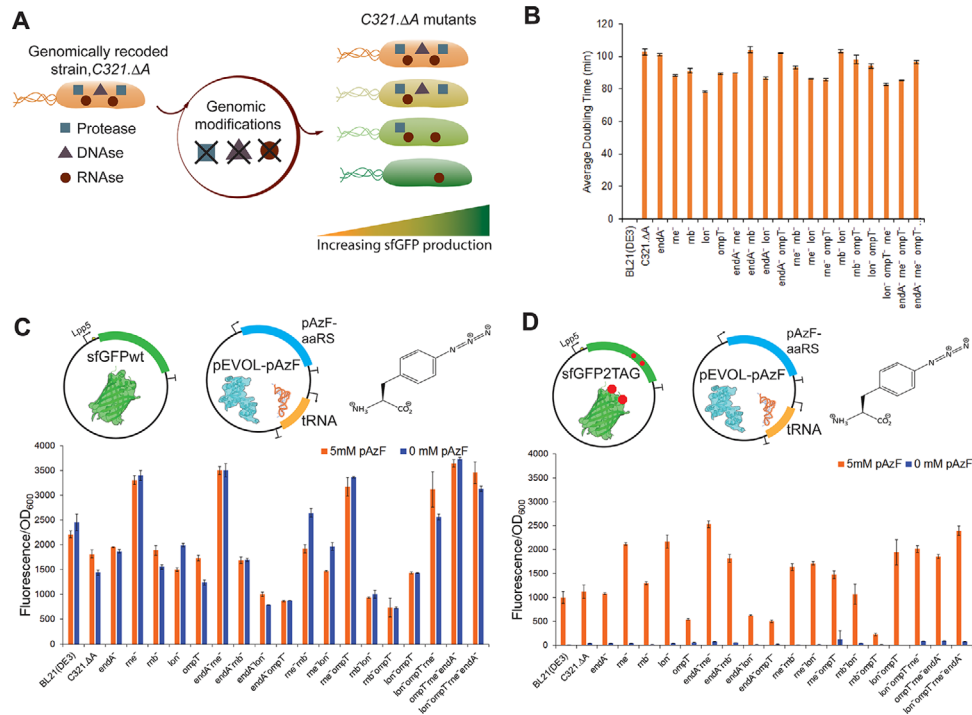 A
C321.ΔA mutants
Genomically recoded
strain,C321.ΔA
Protease
DNAse
RNAse
Genomic
modifications
Increasing sfGFP production
B
Average Doubling Time (min)
120
100
80
60
40
20
0
BL21(DE3)
C321.ΔA
endA⁻
rne⁻
rnb⁻
lon⁻
ompT⁻
endA⁻ rne⁻
endA⁻ rnb⁻
endA⁻ lon⁻
endA⁻ ompT⁻
rne⁻ rnb⁻
rne⁻ lon⁻
rne⁻ ompT⁻
rnb⁻ lon⁻
rnb⁻ ompT⁻
lon⁻ ompT⁻
lon⁻ ompT⁻ rne⁻
endA⁻ rne⁻ ompT⁻
endA⁻ rne⁻ ompT⁻...
C
Lpp5
sfGFPwt
pAzF-
aaRS
pEVOL-pAzF
tRNA
N N N
⊕NH3
CO2⊖
5mM pAzF
0 mM pAzF
Fluorescence/OD600
4000
3500
3000
2500
2000
1500
1000
500
0
BL21(DE3)
C321.ΔA
endA⁻
rne⁻
rnb⁻
lon⁻
ompT⁻
endA⁻rne⁻
endA⁻rnb⁻
endA⁻lon⁻
endA⁻ompT⁻
rne⁻rnb⁻
rne⁻lon⁻
rne⁻ompT⁻
rnb⁻lon⁻
rnb⁻ompT⁻
lon⁻ompT⁻
lon⁻ompT⁻rne⁻
ompT⁻rne⁻endA⁻
lon⁻ompT⁻rne⁻endA⁻
D
Lpp5
sfGFP2TAG
pAzF-
aaRS
pEVOL-pAzF
tRNA
N N N
⊕NH3
CO2⊖
5mM pAzF
0 mM pAzF
Fluorescence/OD600
4000
3500
3000
2500
2000
1500
1000
500
0
BL21(DE3)
C321.ΔA
endA⁻
rne⁻
rnb⁻
lon⁻
ompT⁻
endA⁻rne⁻
endA⁻rnb⁻
endA⁻lon⁻
endA⁻ompT⁻
rne⁻rnb
rne⁻lon⁻
rne⁻ompT⁻
rnb⁻lon⁻
rnb⁻ompT⁻
lon⁻ompT⁻
lon⁻ompT⁻rne⁻
ompT⁻rne⁻endA⁻
lon⁻ompT⁻rne⁻endA⁻